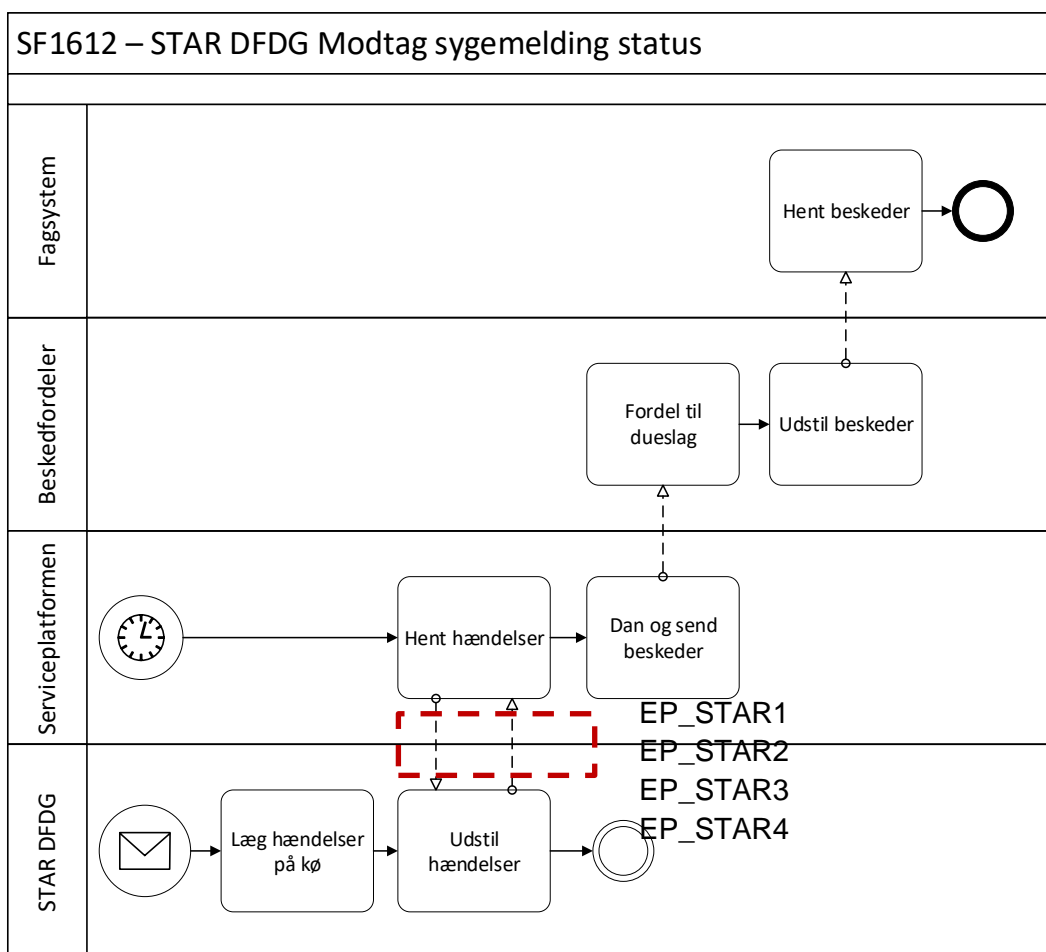 SF1612 – STAR DFDG Modtag sygemelding status
Fagsystem
Hent beskeder
Beskedfordeler
Fordel til
dueslag
Udstil beskeder
Serviceplatformen
Hent hændelser
Dan og send
beskeder
EP_STAR1
EP_STAR2
EP_STAR3
EP_STAR4
STAR DFDG
Læg hændelser
på kø
Udstil
hændelser